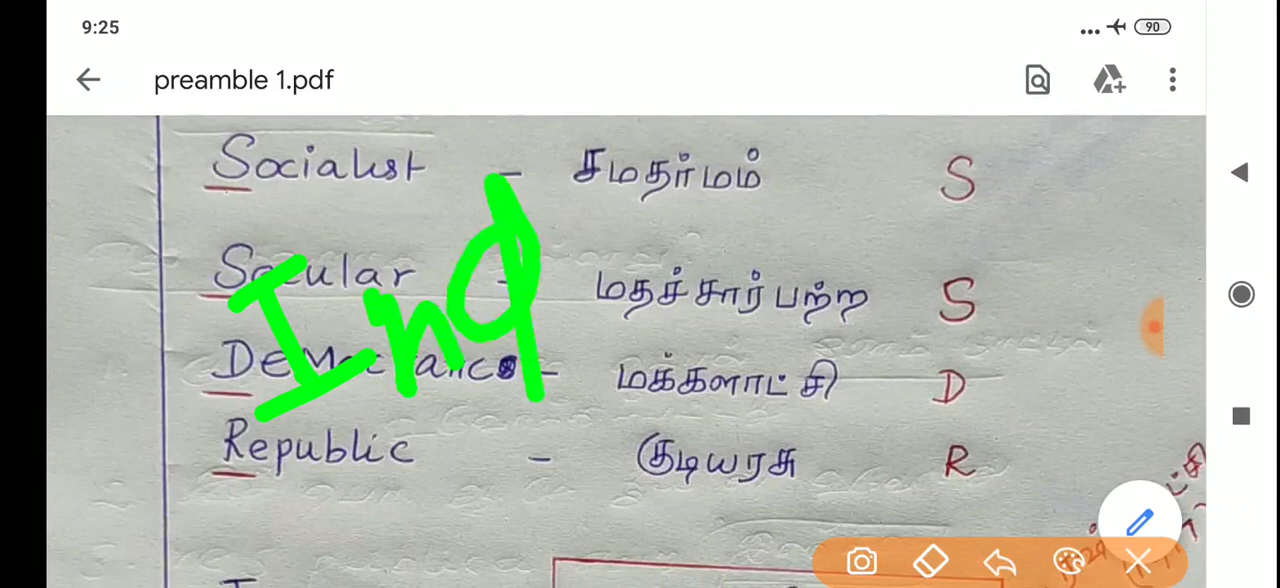 9:25
90
preamble 1.pdf
Socialist - சமதர்மம் S
Secular - மதச்சார்பற்ற S
Democratic - மக்களாட்சி D
Republic - குடியரசு R
Ind